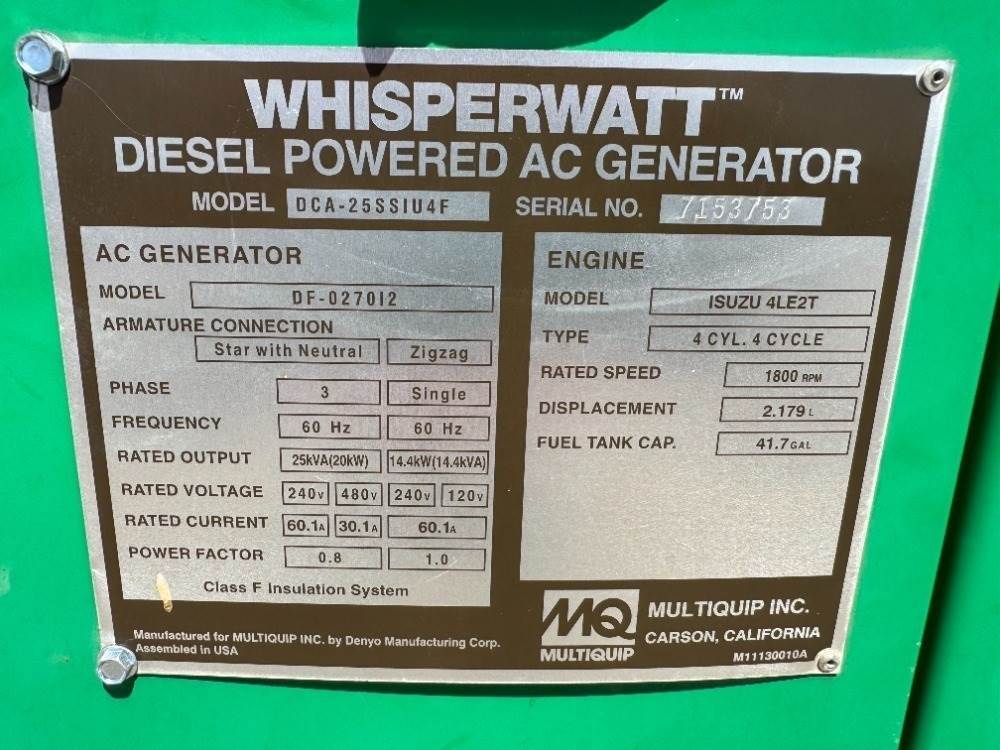 WHISPERWATT™
DIESEL POWERED AC GENERATOR
MODEL DCA-25SSIU4F
SERIAL NO. 7153753
AC GENERATOR
MODEL DF-0270I2
ARMATURE CONNECTION
Star with Neutral Zigzag
PHASE 3 Single
FREQUENCY 60 Hz 60 Hz
RATED OUTPUT 25kVA(20kW) 14.4kW(14.4kVA)
RATED VOLTAGE 240V 480V 240V 120V
RATED CURRENT 60.1A 30.1A 60.1A
POWER FACTOR 0.8 1.0
Class F Insulation System
ENGINE
MODEL ISUZU 4LE2T
TYPE 4 CYL. 4 CYCLE
RATED SPEED 1800 RPM
DISPLACEMENT 2.179 L
FUEL TANK CAP. 41.7 GAL
Manufactured for MULTIQUIP INC. by Denyo Manufacturing Corp.
Assembled in USA
MQ
MULTIQUIP
MULTIQUIP INC.
CARSON, CALIFORNIA
M11130010A